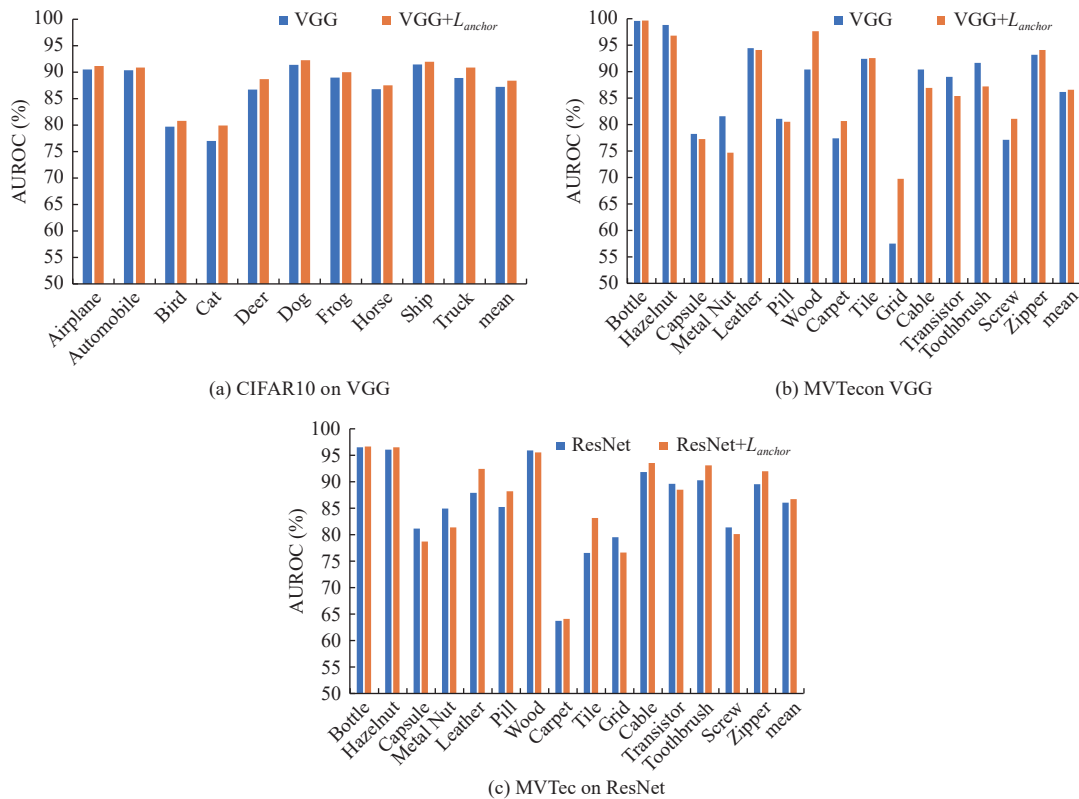 VGG VGG+L_anchor
AUROC (%)
100
95
90
85
80
75
70
65
60
55
50
Airplane Automobile Bird Cat Deer Dog Frog Horse Ship Truck mean
(a) CIFAR10 on VGG
VGG VGG+L_anchor
AUROC (%)
100
95
90
85
80
75
70
65
60
55
50
Bottle Hazelnut Capsule Metal Nut Leather Pill Wood Carpet Tile Grid Cable Transistor Toothbrush Screw Zipper mean
(b) MVTecon VGG
ResNet ResNet+L_anchor
AUROC (%)
100
95
90
85
80
75
70
65
60
55
50
Bottle Hazelnut Capsule Metal Nut Leather Pill Wood Carpet Tile Grid Cable Transistor Toothbrush Screw Zipper mean
(c) MVTec on ResNet